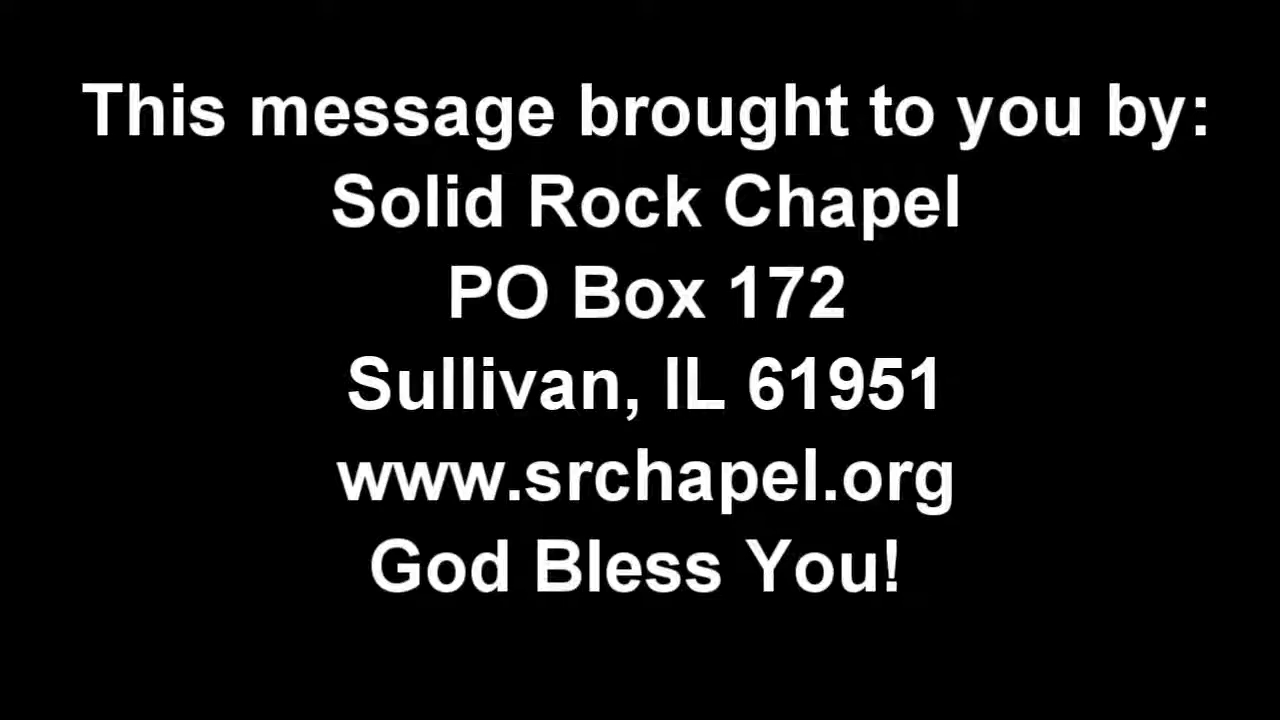 This message brought to you by:
Solid Rock Chapel
PO Box 172
Sullivan, IL 61951
www.srchapel.org
God Bless You!